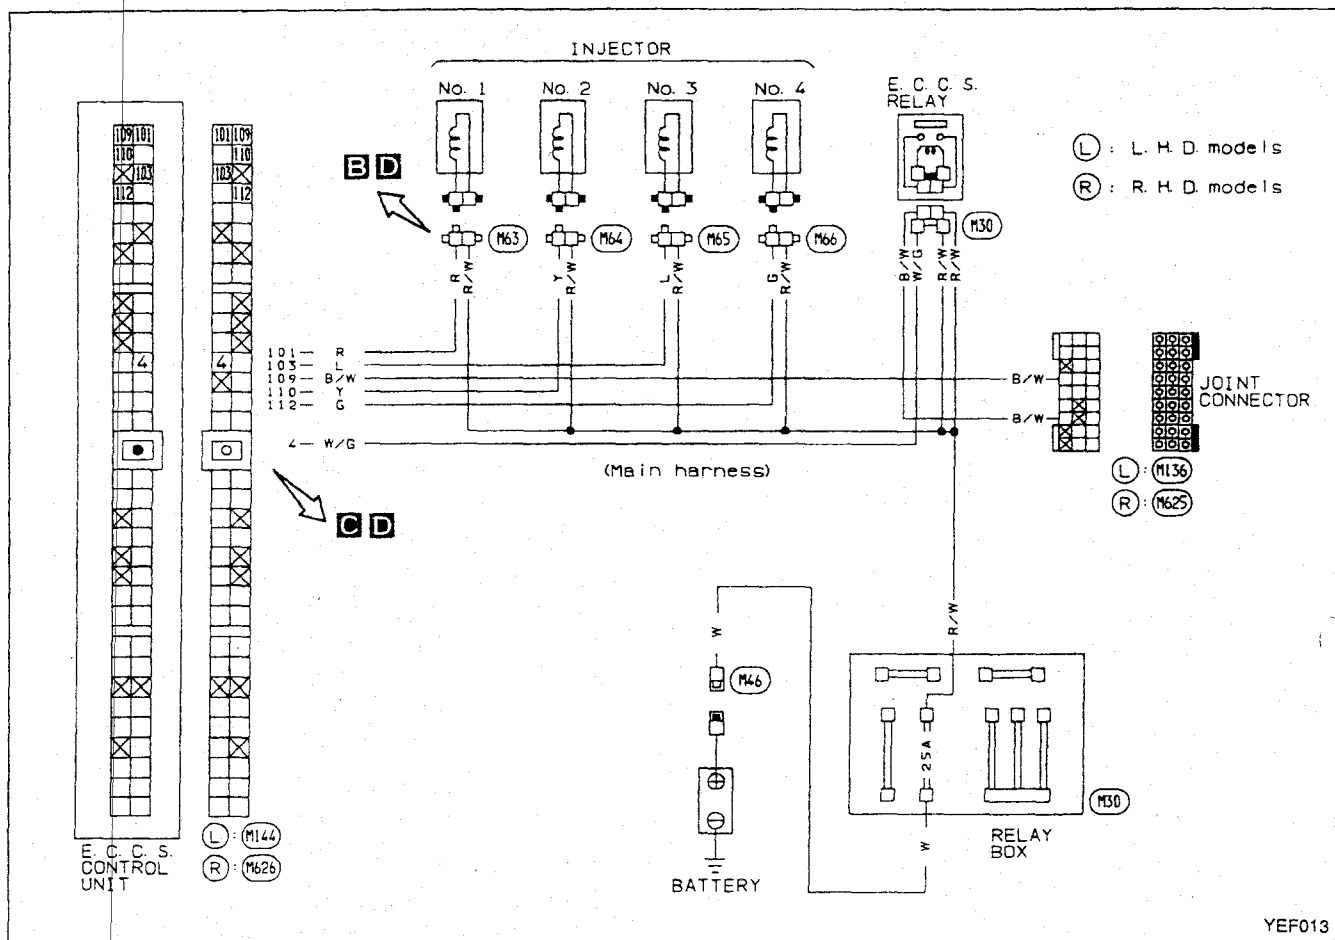 INJECTOR
No. 1
No. 2
No. 3
No. 4
E. C. C. S.
RELAY
L : L. H. D. models
R : R. H. D. models
109 101
110
103
112
4
101 109
110
103
112
4
B D
M63
M64
M65
M66
M30
R
R/W
Y
R/W
L
R/W
G
R/W
B/W
W/G
R/W
R/W
101 R
103 L
109 B/W
110 Y
112 G
4 W/G
B/W
B/W
JOINT
CONNECTOR
L : M136
R : M625
(Main harness)
C D
R/W
W
M46
25A
M30
W
RELAY
BOX
BATTERY
E. C. C. S.
CONTROL
UNIT
L : M144
R : M626
YEF013